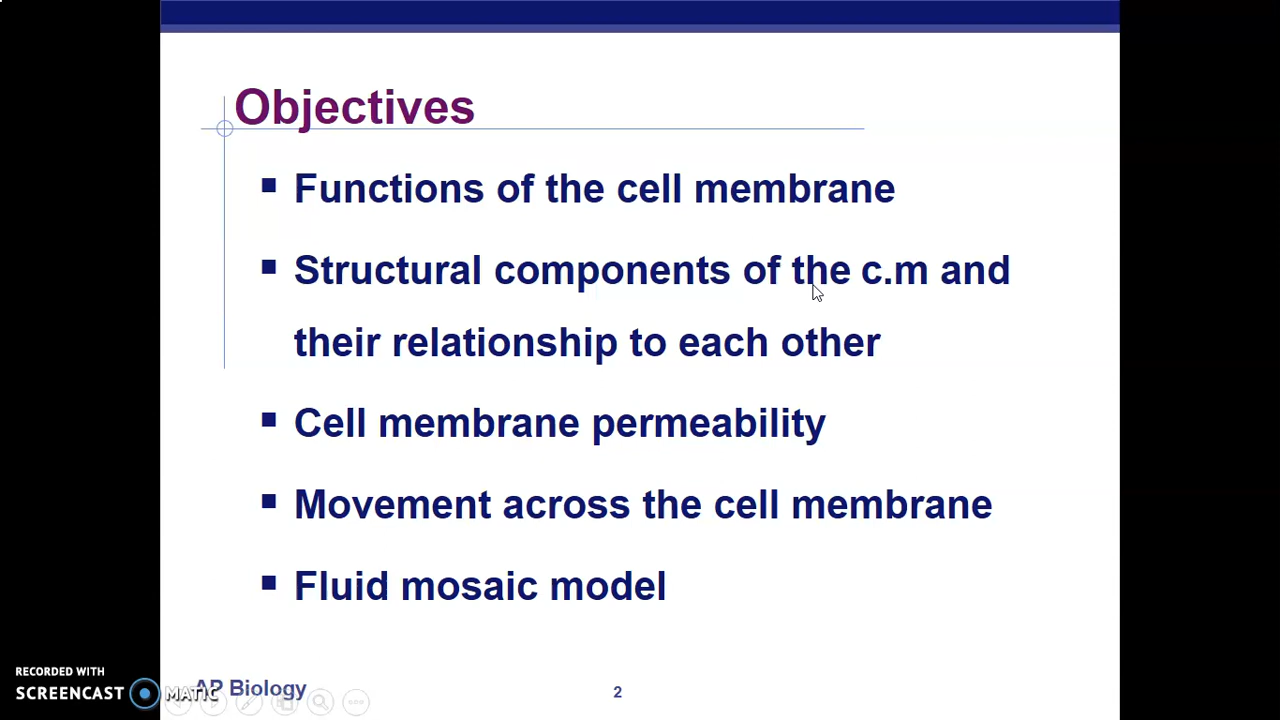 Objectives
Functions of the cell membrane
Structural components of the c.m and
their relationship to each other
Cell membrane permeability
Movement across the cell membrane
Fluid mosaic model
RECORDED WITH
SCREENCAST MATIC
AP Biology
2